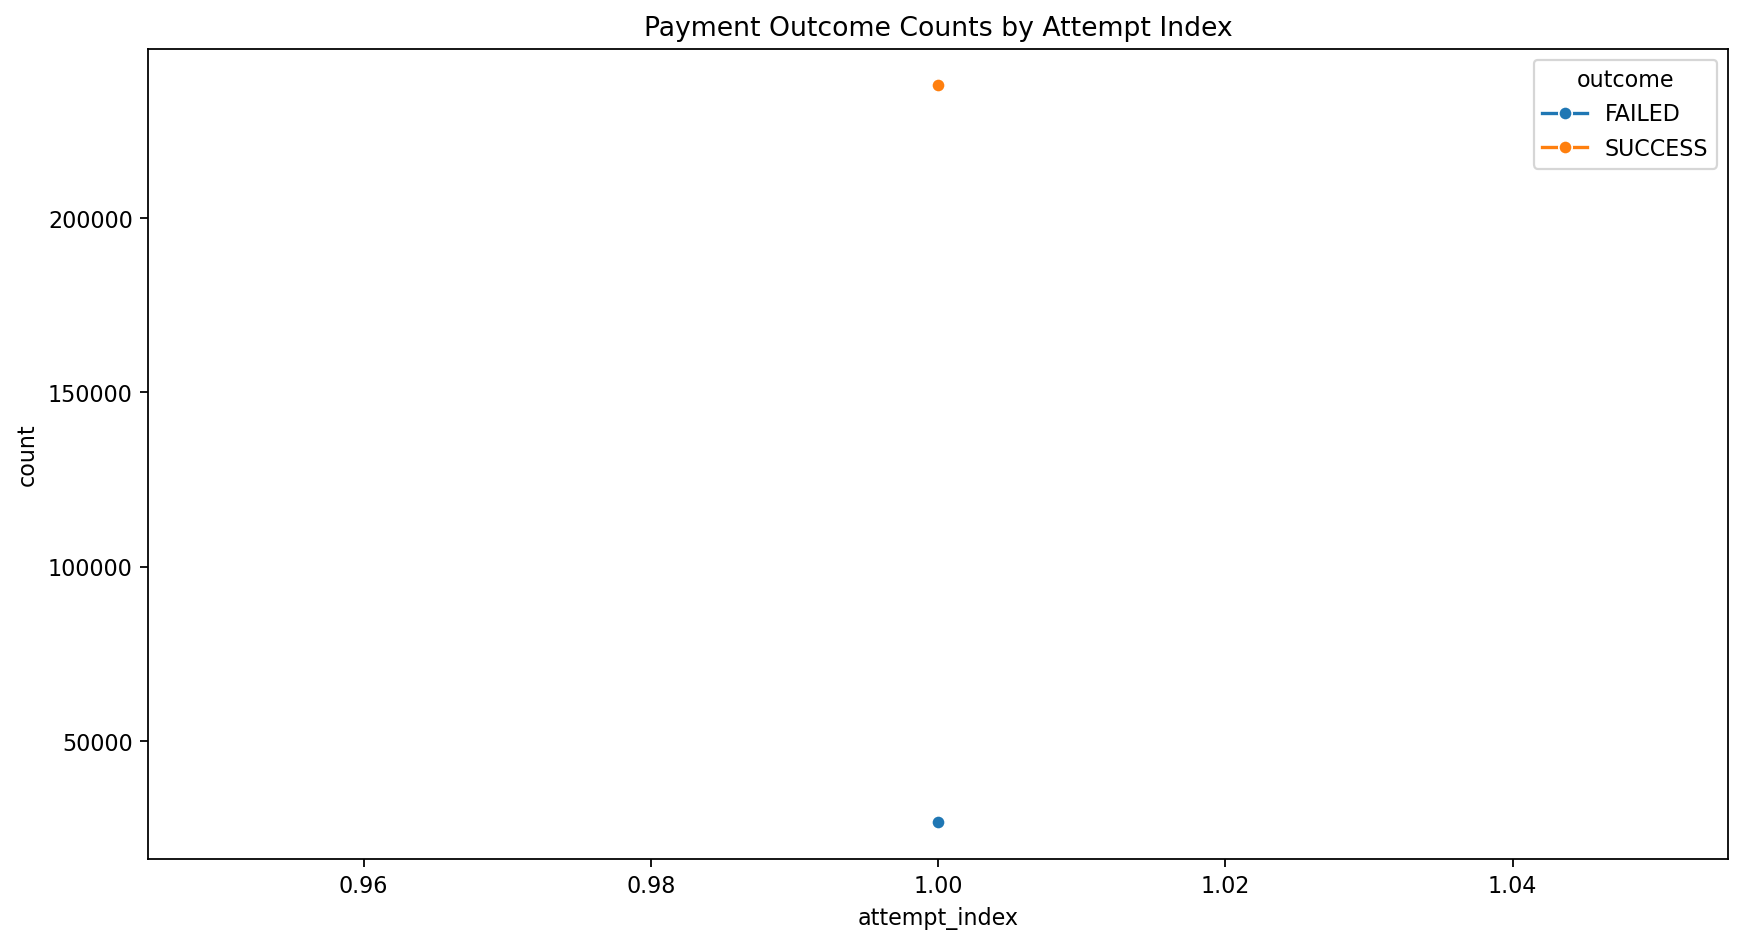 Payment Outcome Counts by Attempt Index
outcome
FAILED
SUCCESS
200000
150000
100000
50000
count
0.96
0.98
1.00
1.02
1.04
attempt_index